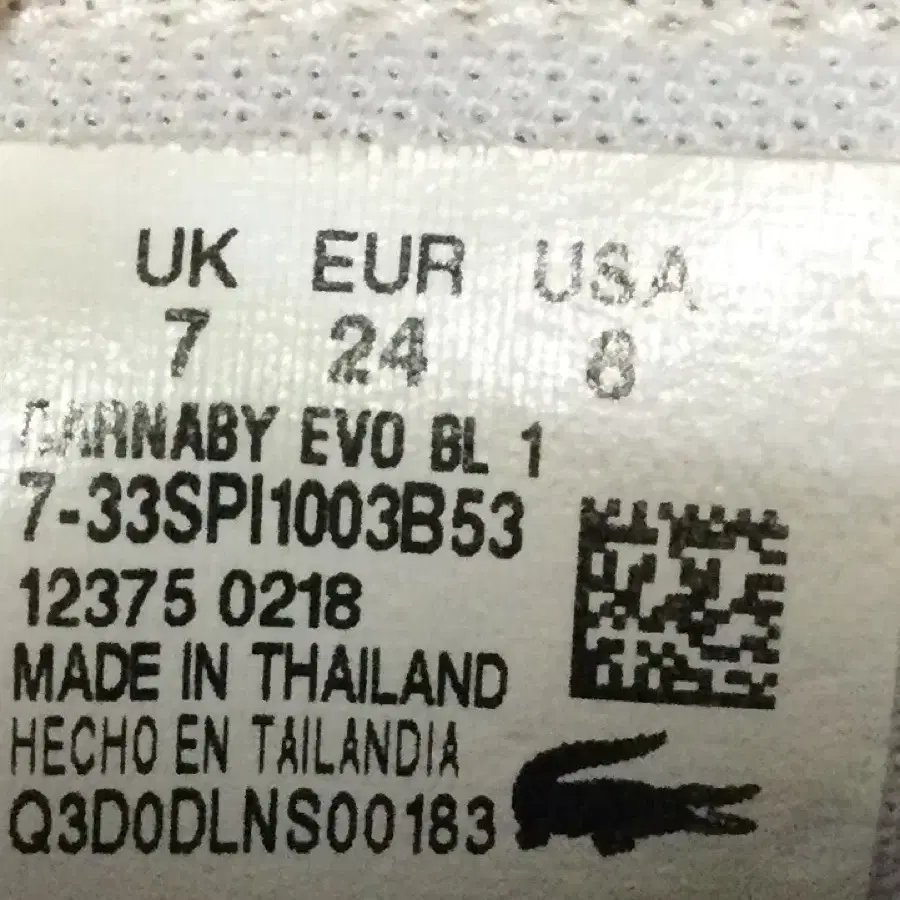 UK EUR USA
7 24 8
CARNABY EVO BL 1
7-33SPI1003B53
12375 0218
MADE IN THAILAND
HECHO EN TAILANDIA
Q3D0DLNS00183